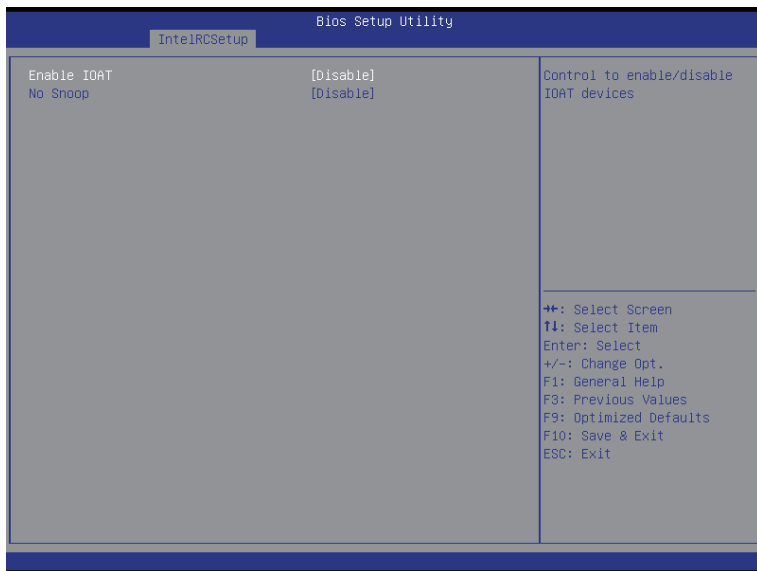 Bios Setup Utility
IntelRCSetup
Enable IOAT [Disable]
No Snoop [Disable]
Control to enable/disable
IOAT devices
→←: Select Screen
↑↓: Select Item
Enter: Select
+/-: Change Opt.
F1: General Help
F3: Previous Values
F9: Optimized Defaults
F10: Save & Exit
ESC: Exit